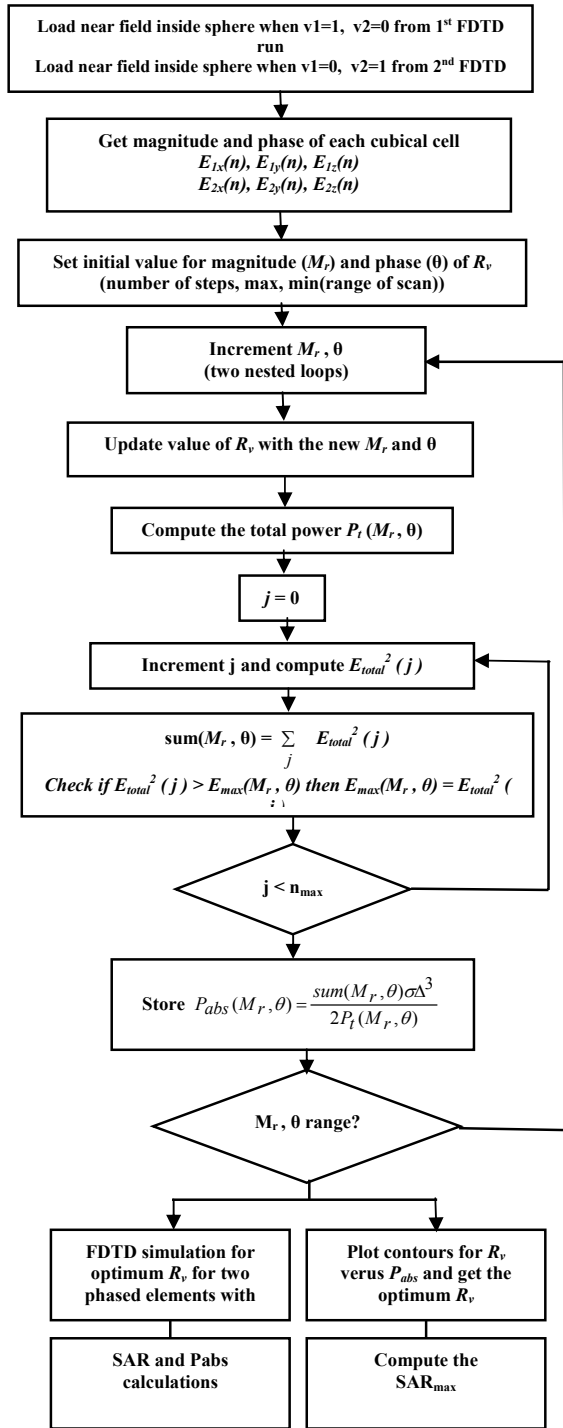 Load near field inside sphere when v1=1, v2=0 from 1st FDTD
run
Load near field inside sphere when v1=0, v2=1 from 2nd FDTD
Get magnitude and phase of each cubical cell
E1x(n), E1y(n), E1z(n)
E2x(n), E2y(n), E2z(n)
Set initial value for magnitude (Mr) and phase (θ) of Rv
(number of steps, max, min(range of scan))
Increment Mr , θ
(two nested loops)
Update value of Rv with the new Mr and θ
Compute the total power Pt (Mr , θ)
j = 0
Increment j and compute Etotal2 ( j )
sum(Mr , θ) = ∑j Etotal2 ( j )
Check if Etotal2 ( j ) > Emax(Mr , θ) then Emax(Mr , θ) = Etotal2 (
j < nmax
Store Pabs(Mr,θ) = sum(Mr,θ)σΔ3 / 2Pt(Mr,θ)
Mr , θ range?
FDTD simulation for
optimum Rv for two
phased elements with
Plot contours for Rv
verus Pabs and get the
optimum Rv
SAR and Pabs
calculations
Compute the
SARmax